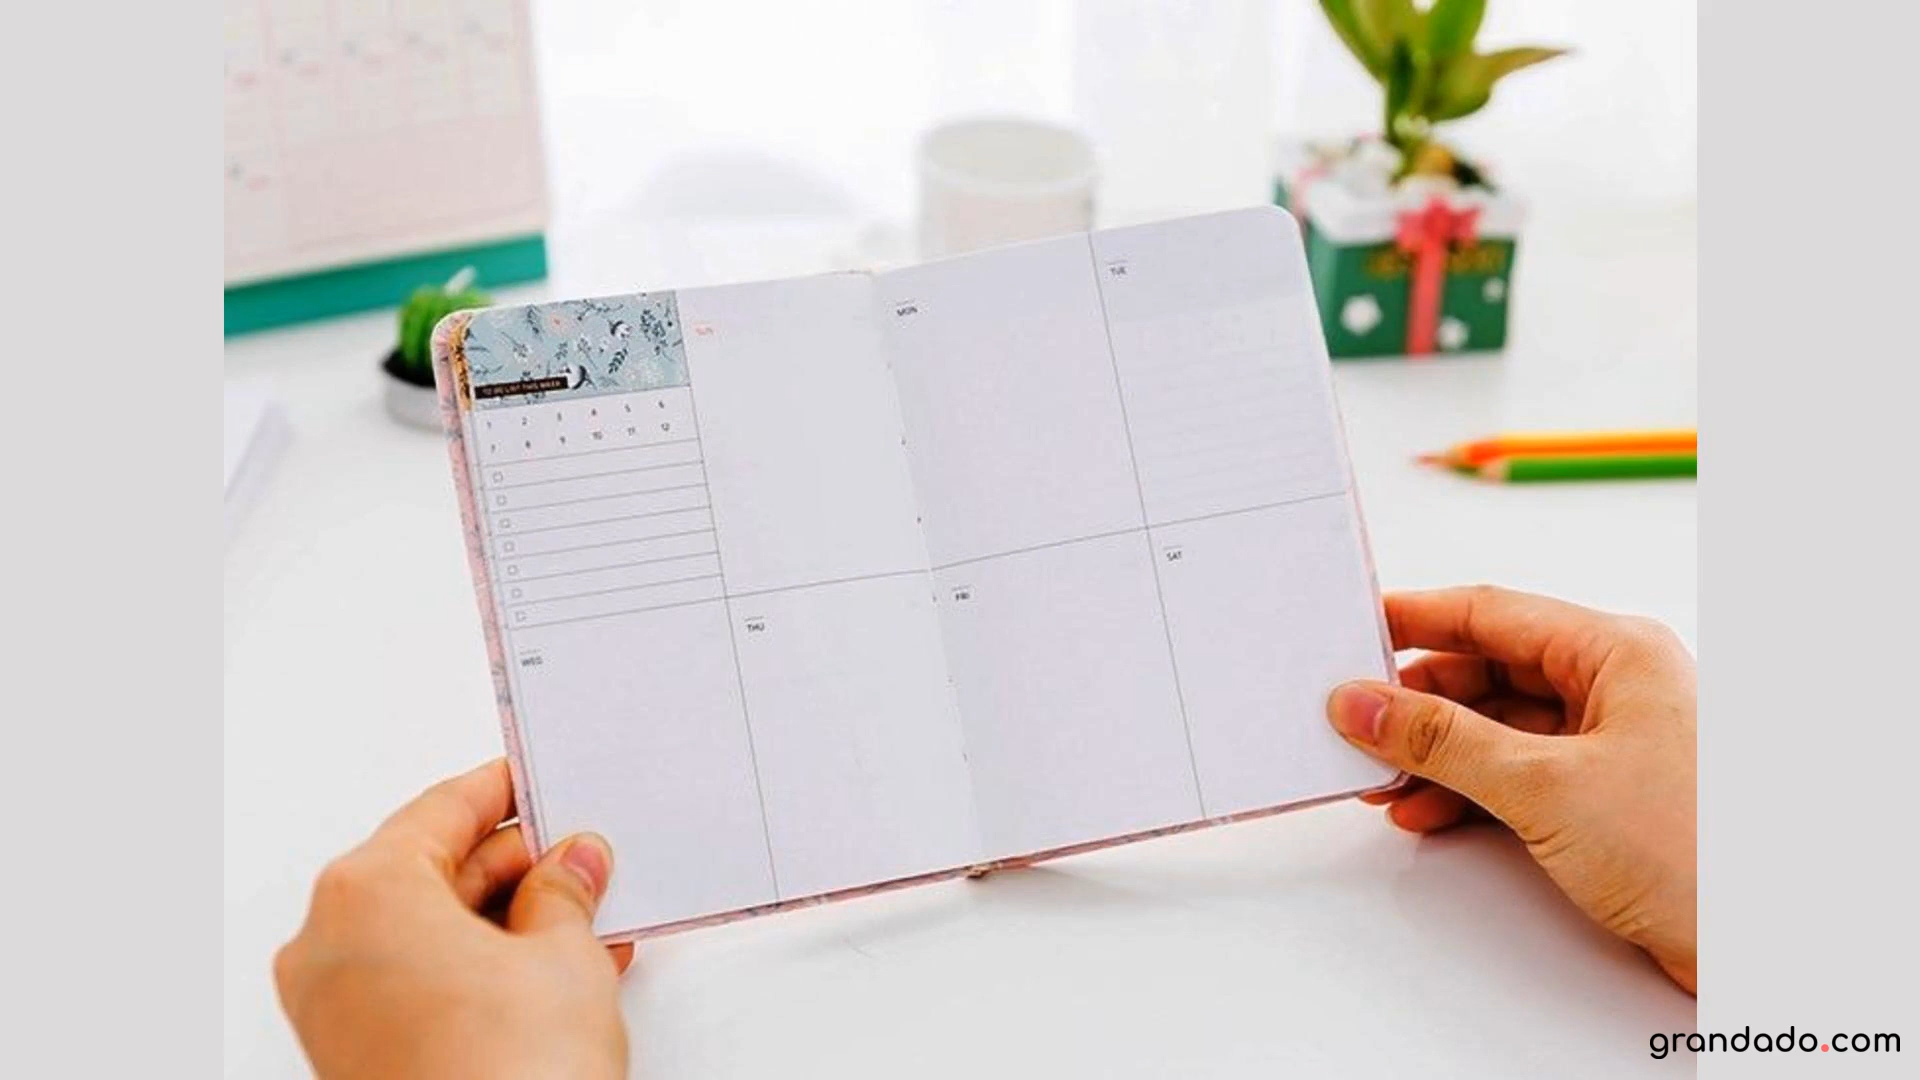 TO DO LIST THIS WEEK
1 2 3 4 5 6
7 8 9 10 11 12
SUN
MON
TUE
WED
THU
FRI
SAT
grandado.com